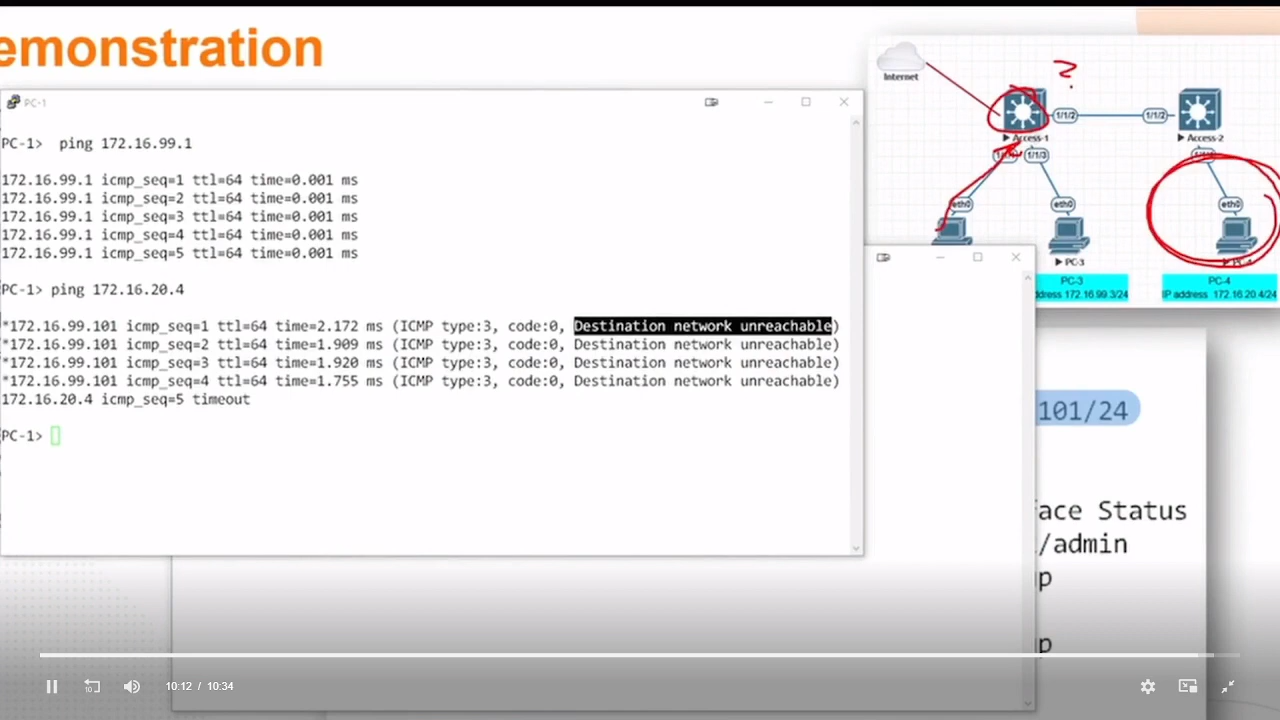 emonstration
PC-1
PC-1>  ping 172.16.99.1
172.16.99.1 icmp_seq=1 ttl=64 time=0.001 ms
172.16.99.1 icmp_seq=2 ttl=64 time=0.001 ms
172.16.99.1 icmp_seq=3 ttl=64 time=0.001 ms
172.16.99.1 icmp_seq=4 ttl=64 time=0.001 ms
172.16.99.1 icmp_seq=5 ttl=64 time=0.001 ms
PC-1> ping 172.16.20.4
*172.16.99.101 icmp_seq=1 ttl=64 time=2.172 ms (ICMP type:3, code:0, Destination network unreachable)
*172.16.99.101 icmp_seq=2 ttl=64 time=1.909 ms (ICMP type:3, code:0, Destination network unreachable)
*172.16.99.101 icmp_seq=3 ttl=64 time=1.920 ms (ICMP type:3, code:0, Destination network unreachable)
*172.16.99.101 icmp_seq=4 ttl=64 time=1.755 ms (ICMP type:3, code:0, Destination network unreachable)
172.16.20.4 icmp_seq=5 timeout
PC-1>
Internet
?
1/1/2 1/1/2
Access-1 Access-2
1/1/3
eth0 eth0 eth0
PC-3
PC-3 PC-4
address 172.16.99.3/24 IP address 172.16.20.4/24
101/24
face Status
/admin
up
up
10
10:12 / 10:34